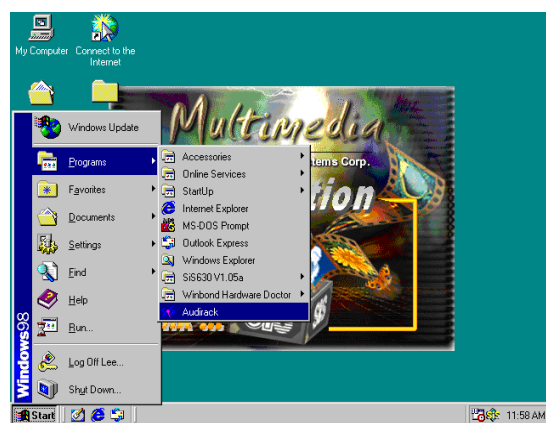 My Computer
Connect to the
Internet
Multimedia
tems Corp.
tion
Windows Update
Programs
Favorites
Documents
Settings
Find
Help
Run...
Log Off Lee...
Shut Down...
Windows98
Accessories
Online Services
StartUp
Internet Explorer
MS-DOS Prompt
Outlook Express
Windows Explorer
SiS630 V1.05a
Winbond Hardware Doctor
Audirack
SiS
Start
11:58 AM